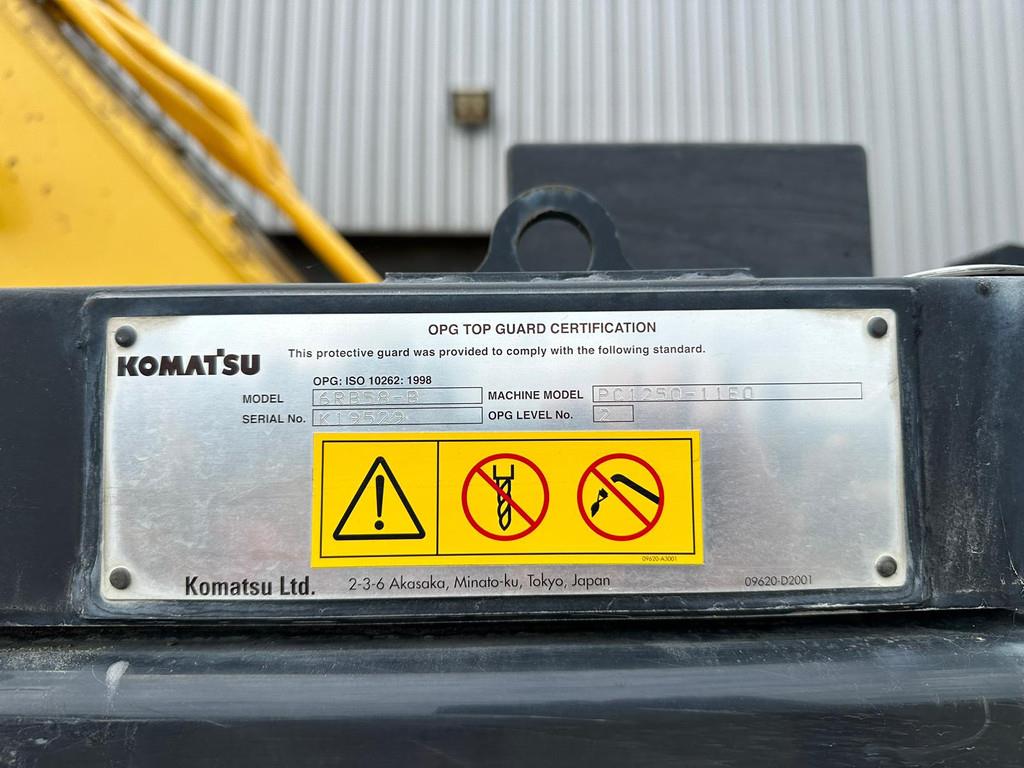 OPG TOP GUARD CERTIFICATION
KOMATSU
This protective guard was provided to comply with the following standard.
OPG: ISO 10262: 1998
MODEL 6RB58-B MACHINE MODEL PC1250-11E0
SERIAL No. K19529 OPG LEVEL No. 2
09620-A3001
Komatsu Ltd. 2-3-6 Akasaka, Minato-ku, Tokyo, Japan 09620-D2001